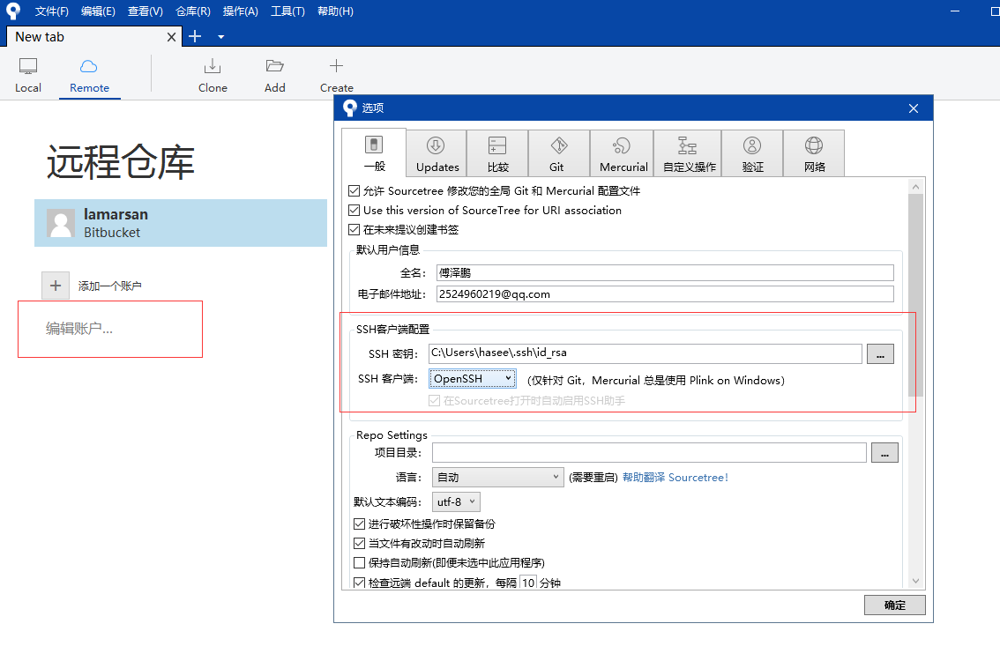 文件(F) 编辑(E) 查看(V) 仓库(R) 操作(A) 工具(T) 帮助(H)
New tab
Local Remote Clone Add Create
远程仓库
lamarsan
Bitbucket
添加一个账户
编辑账户...
选项
一般 Updates 比较 Git Mercurial 自定义操作 验证 网络
允许 Sourcetree 修改您的全局 Git 和 Mercurial 配置文件
Use this version of SourceTree for URI association
在未来提议创建书签
默认用户信息
全名： 傅泽鹏
电子邮件地址： 2524960219@qq.com
SSH客户端配置
SSH 密钥： C:\Users\hasee\.ssh\id_rsa ...
SSH 客户端： OpenSSH (仅针对 Git，Mercurial 总是使用 Plink on Windows)
在Sourcetree打开时自动启用SSH助手
Repo Settings
项目目录： ...
语言： 自动 (需要重启) 帮助翻译 Sourcetree!
默认文本编码： utf-8
进行破坏性操作时保留备份
当文件有改动时自动刷新
保持自动刷新(即便未选中此应用程序)
检查远端 default 的更新，每隔 10 分钟
确定